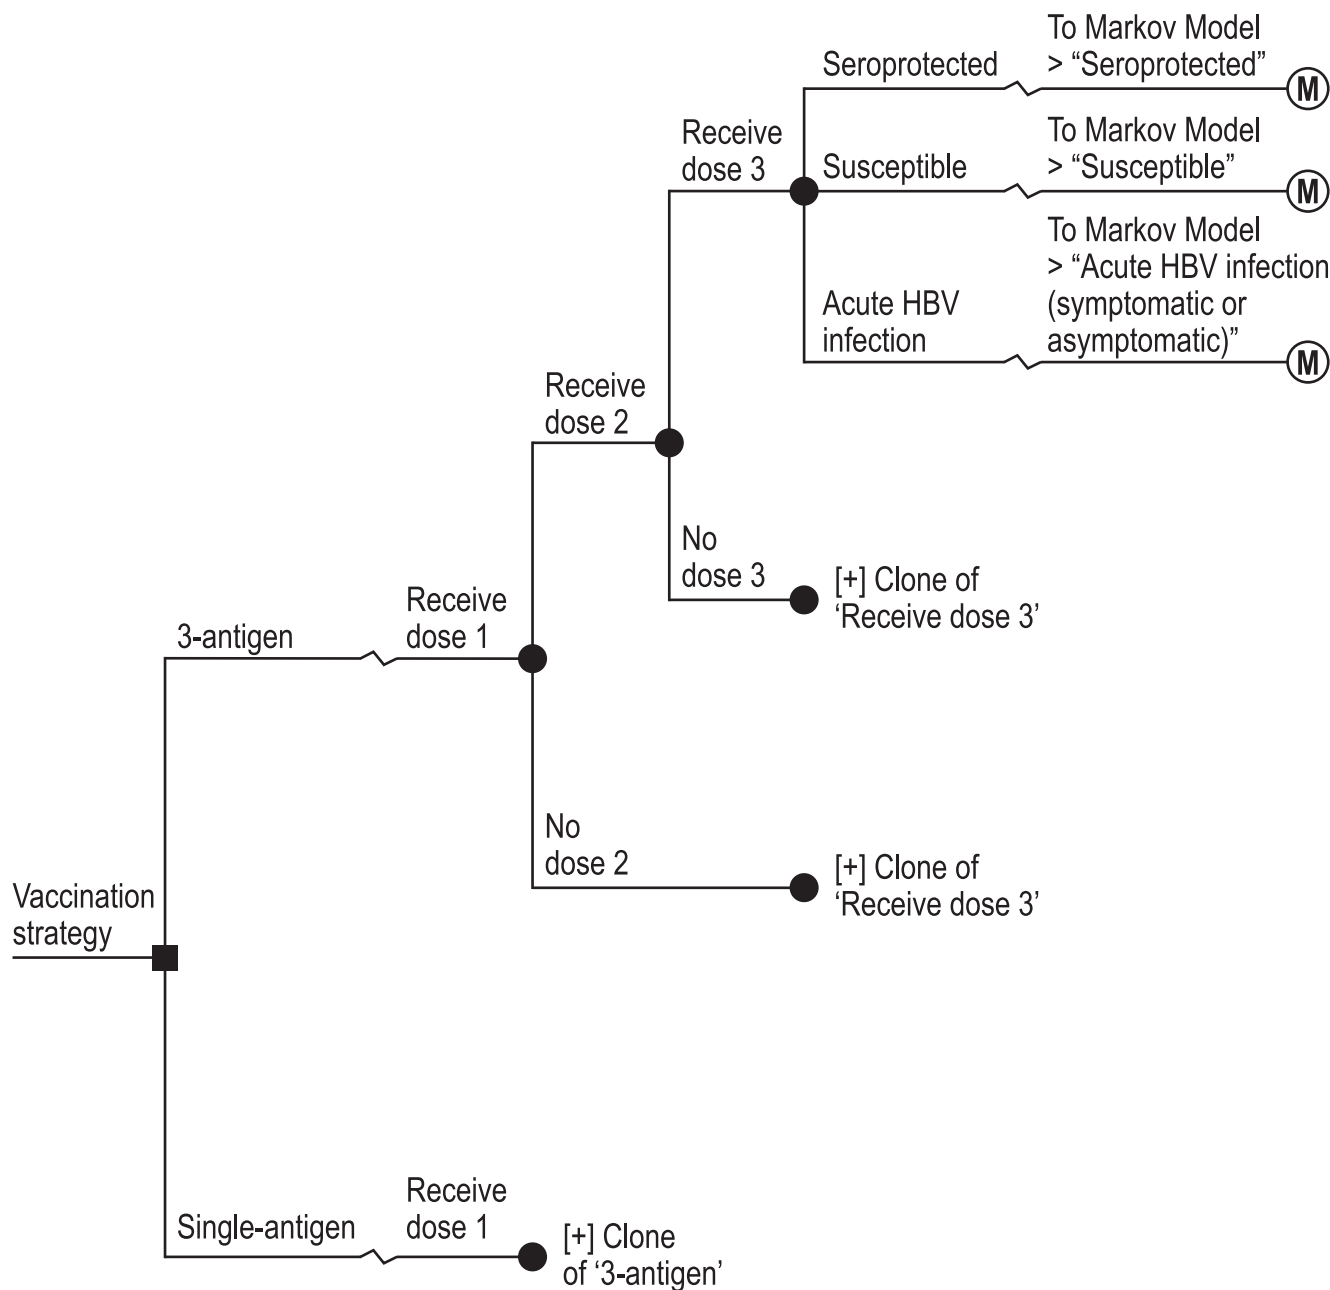 To Markov Model
Seroprotected
> “Seroprotected”
M
Receive
dose 3
To Markov Model
Susceptible
> “Susceptible”
M
To Markov Model
> “Acute HBV infection
(symptomatic or
asymptomatic)”
Acute HBV
infection
M
Receive
dose 2
No
dose 3
[+] Clone of
‘Receive dose 3’
3-antigen
Receive
dose 1
No
dose 2
[+] Clone of
‘Receive dose 3’
Vaccination
strategy
Single-antigen
Receive
dose 1
[+] Clone
of ‘3-antigen’